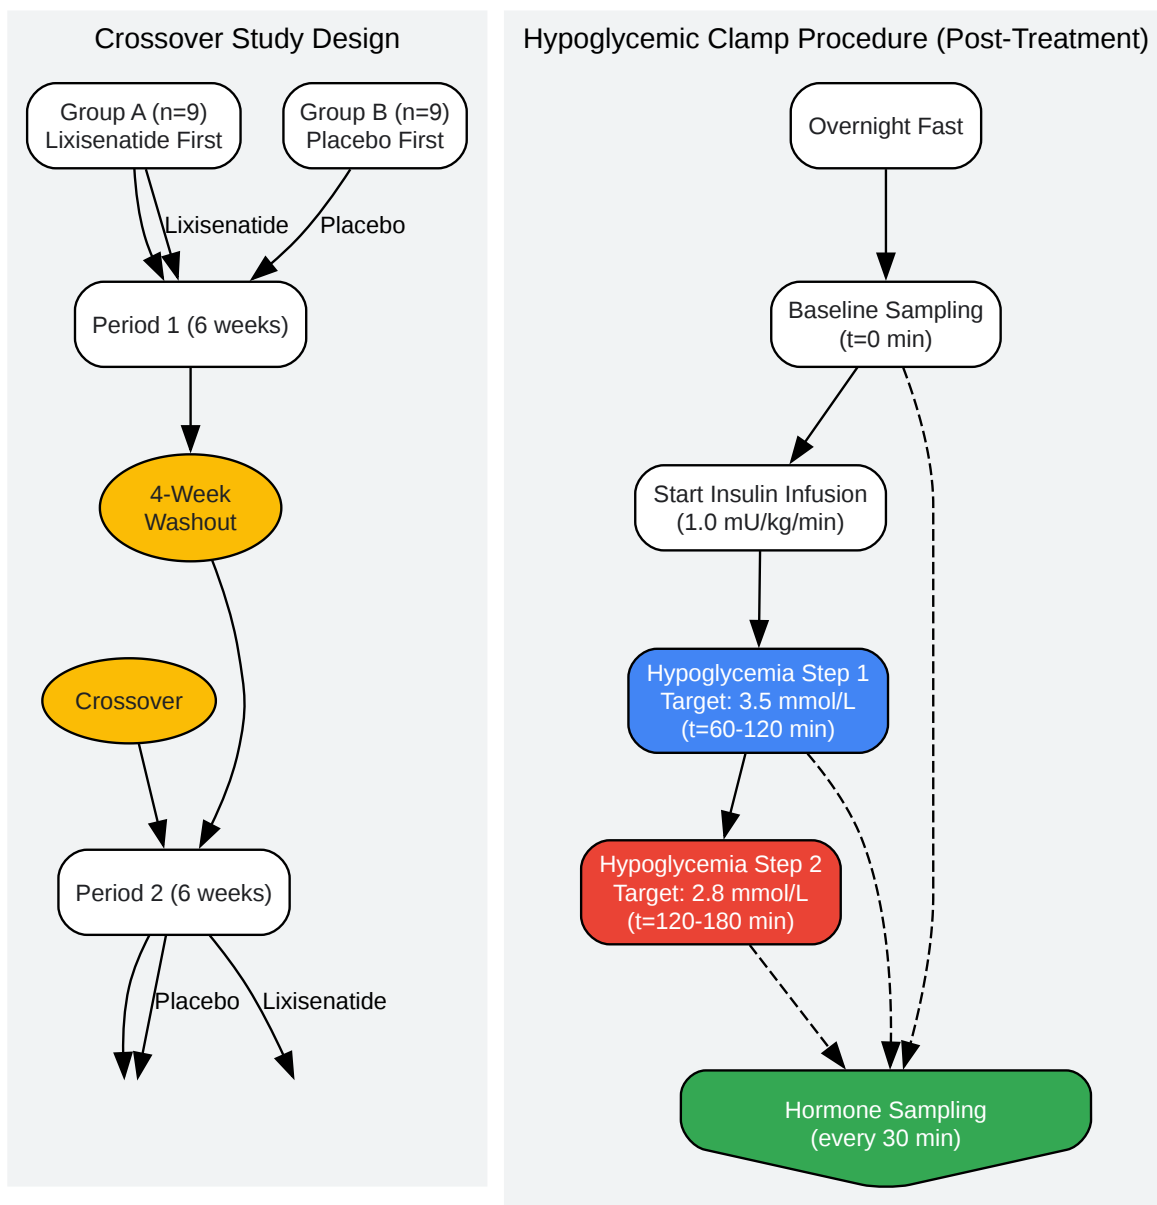 Crossover Study Design
Group A (n=9)
Lixisenatide First
Group B (n=9)
Placebo First
Lixisenatide
Placebo
Period 1 (6 weeks)
4-Week
Washout
Crossover
Period 2 (6 weeks)
Placebo
Lixisenatide
Hypoglycemic Clamp Procedure (Post-Treatment)
Overnight Fast
Baseline Sampling
(t=0 min)
Start Insulin Infusion
(1.0 mU/kg/min)
Hypoglycemia Step 1
Target: 3.5 mmol/L
(t=60-120 min)
Hypoglycemia Step 2
Target: 2.8 mmol/L
(t=120-180 min)
Hormone Sampling
(every 30 min)